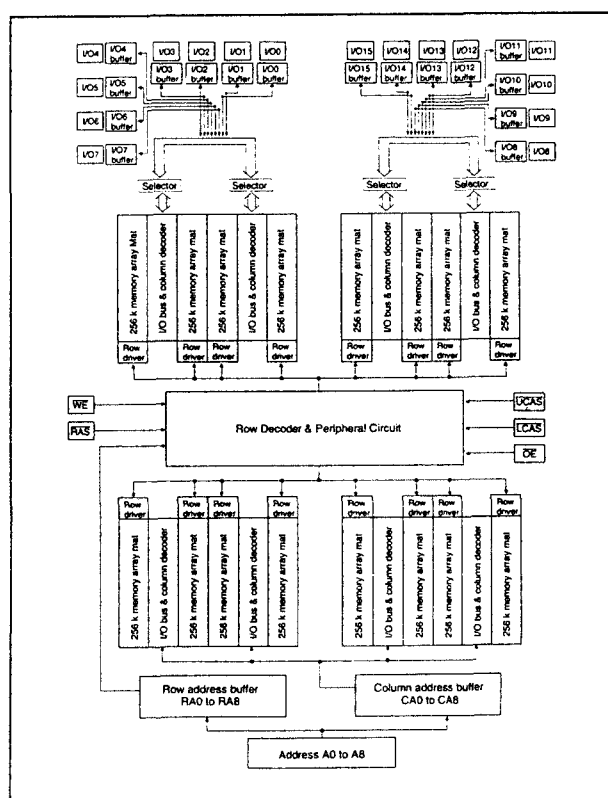 I/O3 I/O2 I/O1 I/O0
I/O15 I/O14 I/O13 I/O12
I/O4 I/O4 buffer
I/O3 buffer I/O2 buffer I/O1 buffer I/O0 buffer
I/O15 buffer I/O14 buffer I/O13 buffer I/O12 buffer
I/O11 buffer I/O11
I/O5 I/O5 buffer
I/O10 buffer I/O10
I/O6 I/O6 buffer
I/O9 buffer I/O9
I/O7 I/O7 buffer
I/O8 buffer I/O8
Selector Selector Selector Selector
256 k memory array Mat
I/O bus & column decoder
256 k memory array mat
256 k memory array mat
I/O bus & column decoder
256 k memory array mat
256 k memory array mat
I/O bus & column decoder
256 k memory array mat
256 k memory array mat
I/O bus & column decoder
256 k memory array mat
Row driver Row driver Row driver Row driver
Row driver Row driver Row driver Row driver
WE
RAS
Row Decoder & Peripheral Circuit
UCAS
LCAS
OE
Row driver Row driver Row driver Row driver
Row driver Row driver Row driver Row driver
256 k memory array mat
I/O bus & column decoder
256 k memory array mat
256 k memory array mat
I/O bus & column decoder
256 k memory array mat
256 k memory array mat
I/O bus & column decoder
256 k memory array mat
256 k memory array mat
I/O bus & column decoder
256 k memory array mat
Row address buffer
RA0 to RA8
Column address buffer
CA0 to CA8
Address A0 to A8